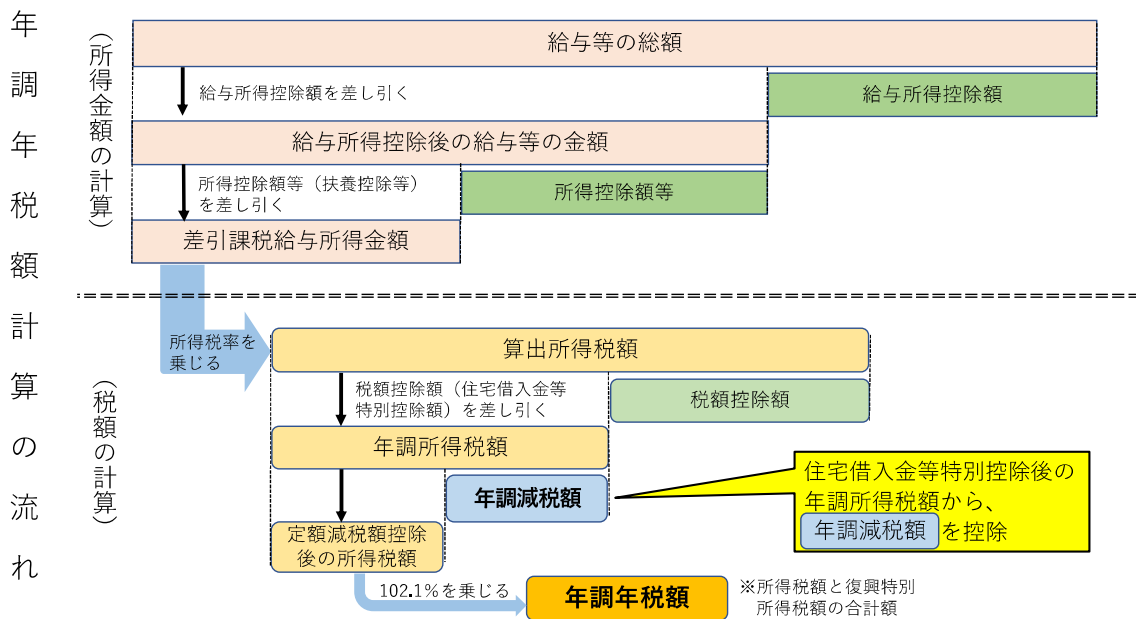 年調年税額計算の流れ
（所得金額の計算）
給与等の総額
給与所得控除額を差し引く
給与所得控除額
給与所得控除後の給与等の金額
所得控除額等（扶養控除等）
を差し引く
所得控除額等
差引課税給与所得金額
（税額の計算）
所得税率を
乗じる
算出所得税額
税額控除額（住宅借入金等
特別控除額）を差し引く
税額控除額
年調所得税額
年調減税額
住宅借入金等特別控除後の
年調所得税額から、
年調減税額 を控除
定額減税額控除
後の所得税額
102.1%を乗じる
年調年税額
※所得税額と復興特別
所得税額の合計額